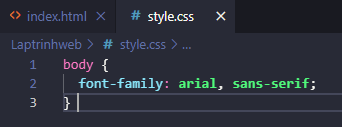 <> index.html # style.css ×
Laptrinhweb > # style.css > ...
1 body {
2 font-family: arial, sans-serif;
3 }